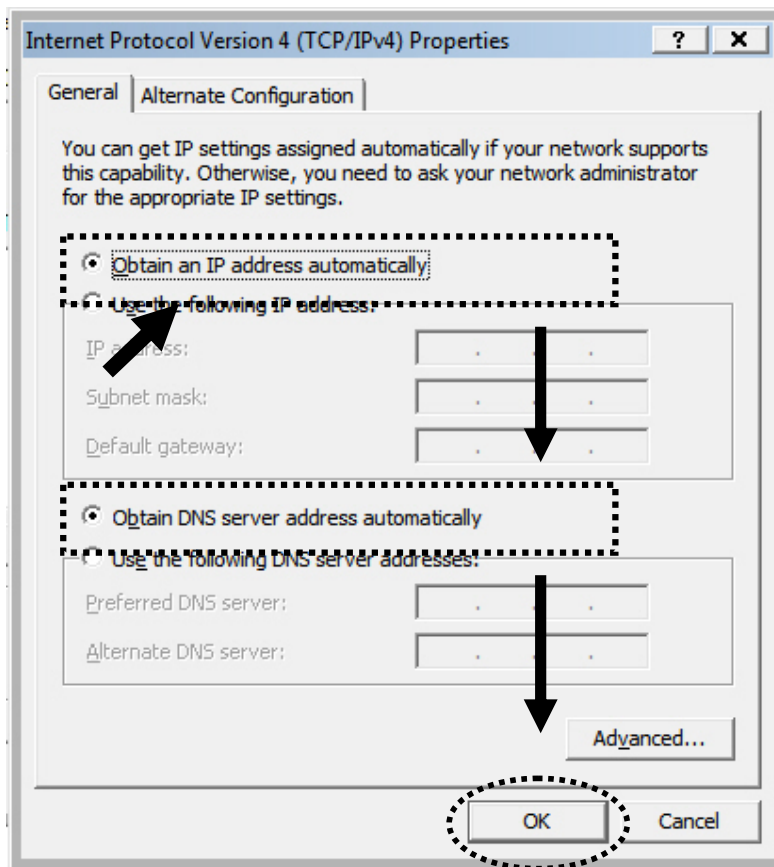 Internet Protocol Version 4 (TCP/IPv4) Properties
General
Alternate Configuration
You can get IP settings assigned automatically if your network supports
this capability. Otherwise, you need to ask your network administrator
for the appropriate IP settings.
Obtain an IP address automatically
Use the following IP address:
IP address:
Subnet mask:
Default gateway:
Obtain DNS server address automatically
Use the following DNS server addresses:
Preferred DNS server:
Alternate DNS server:
Advanced...
OK
Cancel